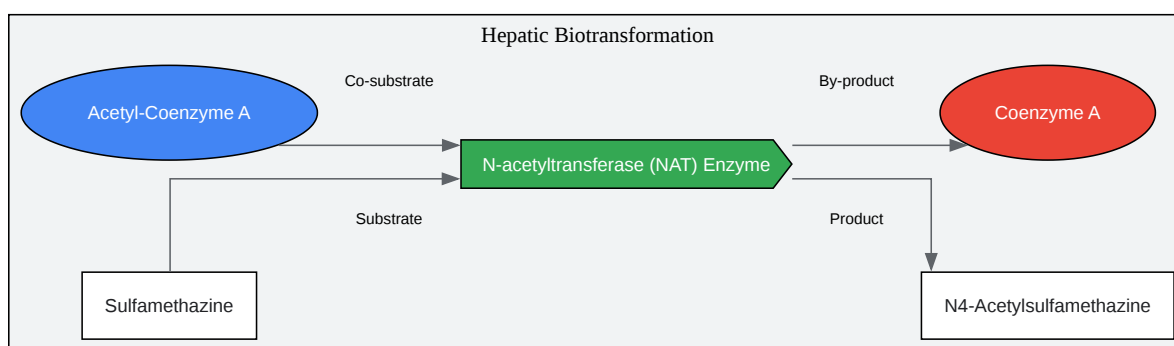 Hepatic Biotransformation
Co-substrate
By-product
Acetyl-Coenzyme A
Coenzyme A
N-acetyltransferase (NAT) Enzyme
Substrate
Product
Sulfamethazine
N4-Acetylsulfamethazine